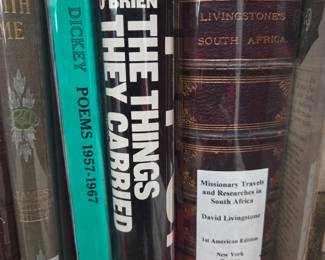 DICKEY
POEMS 1957-1967
O'BRIEN
THE THINGS
THEY CARRIED
LIVINGSTONE'S
SOUTH AFRICA
Missionary Travels
and Researches in
South Africa
David Livingstone
1st American Edition
New York